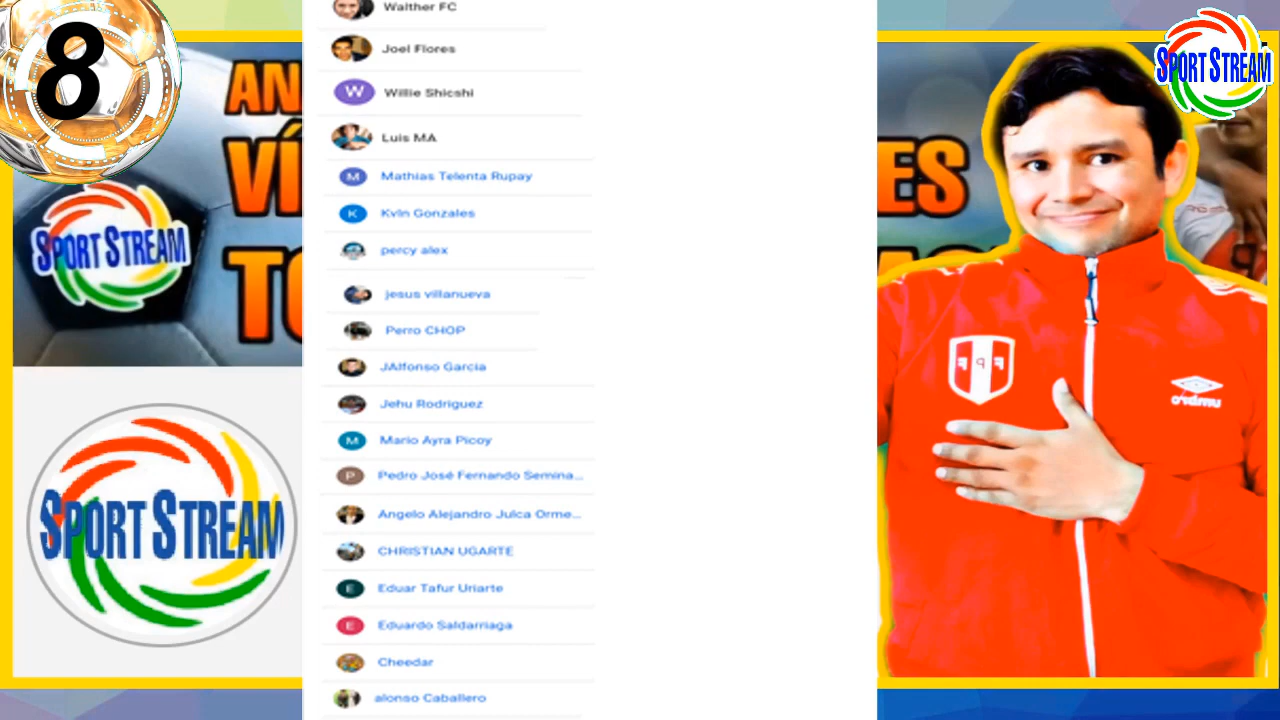 8
SPORT STREAM
AN
VÍ
TO
SPORT STREAM
SPORT STREAM
Walther FC
Joel Flores
W
Willie Shicshi
Luis MA
M
Mathias Telenta Rupay
K
Kvln Gonzales
percy alex
jesus villanueva
Perro CHOP
JAlfonso Garcia
Jehu Rodriguez
M
Mario Ayra Picoy
P
Pedro José Fernando Semina...
Angelo Alejandro Julca Orme...
CHRISTIAN UGARTE
E
Eduar Tafur Uriarte
E
Eduardo Saldarriaga
Cheedar
alonso Caballero
ES
FPF
umbro